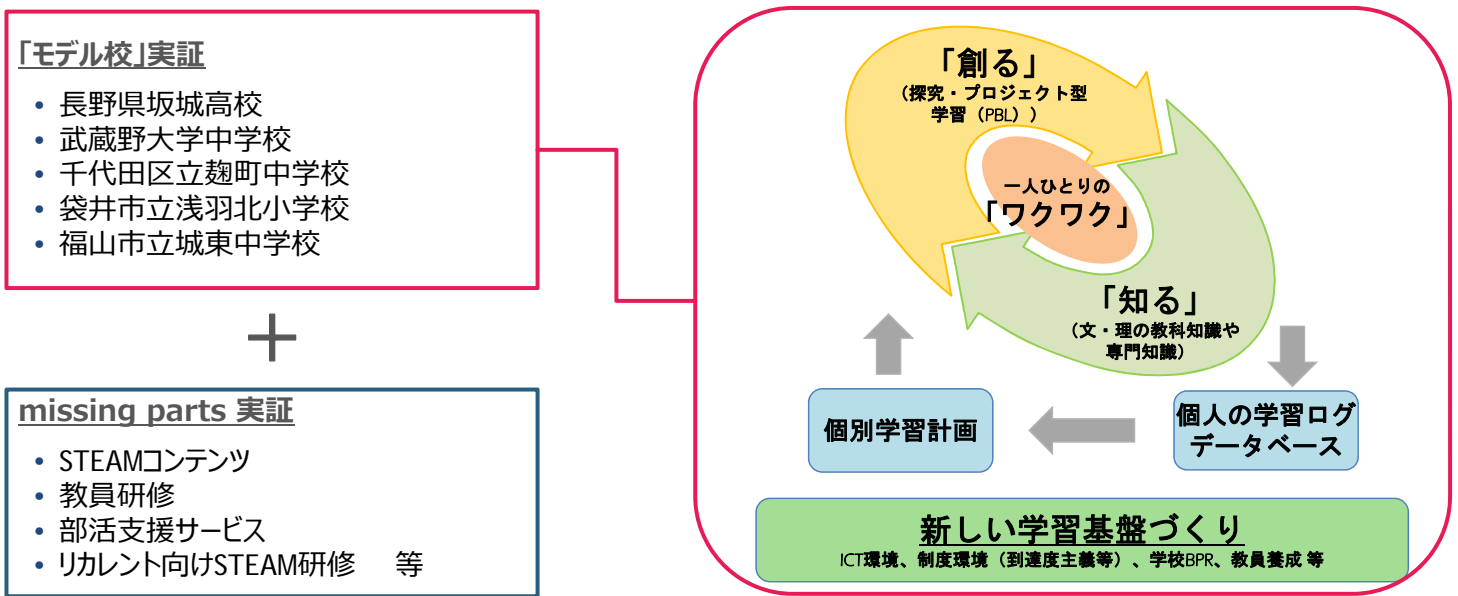 「モデル校」実証
• 長野県坂城高校
• 武蔵野大学中学校
• 千代田区立麹町中学校
• 袋井市立浅羽北小学校
• 福山市立城東中学校
+
missing parts 実証
• STEAMコンテンツ
• 教員研修
• 部活支援サービス
• リカレント向けSTEAM研修 等
「創る」
（探究・プロジェクト型
学習（PBL））
一人ひとりの
「ワクワク」
「知る」
（文・理の教科知識や
専門知識）
個別学習計画
個人の学習ログ
データベース
新しい学習基盤づくり
ICT環境、制度環境（到達度主義等）、学校BPR、教員養成 等